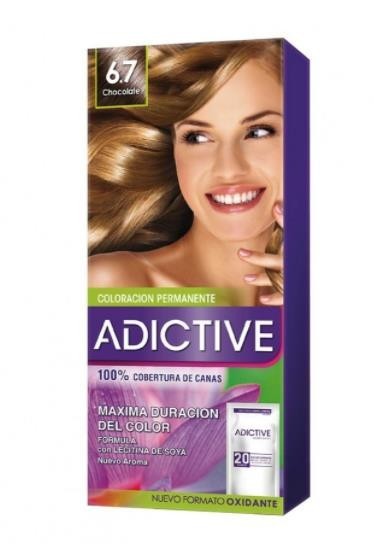 6.7
Chocolate
COLORACION PERMANENTE
ADICTIVE
100% COBERTURA DE CANAS
MAXIMA DURACION
DEL COLOR
FORMULA
con LECITINA DE SOYA
Nuevo Aroma
ADICTIVE
20
NUEVO FORMATO OXIDANTE